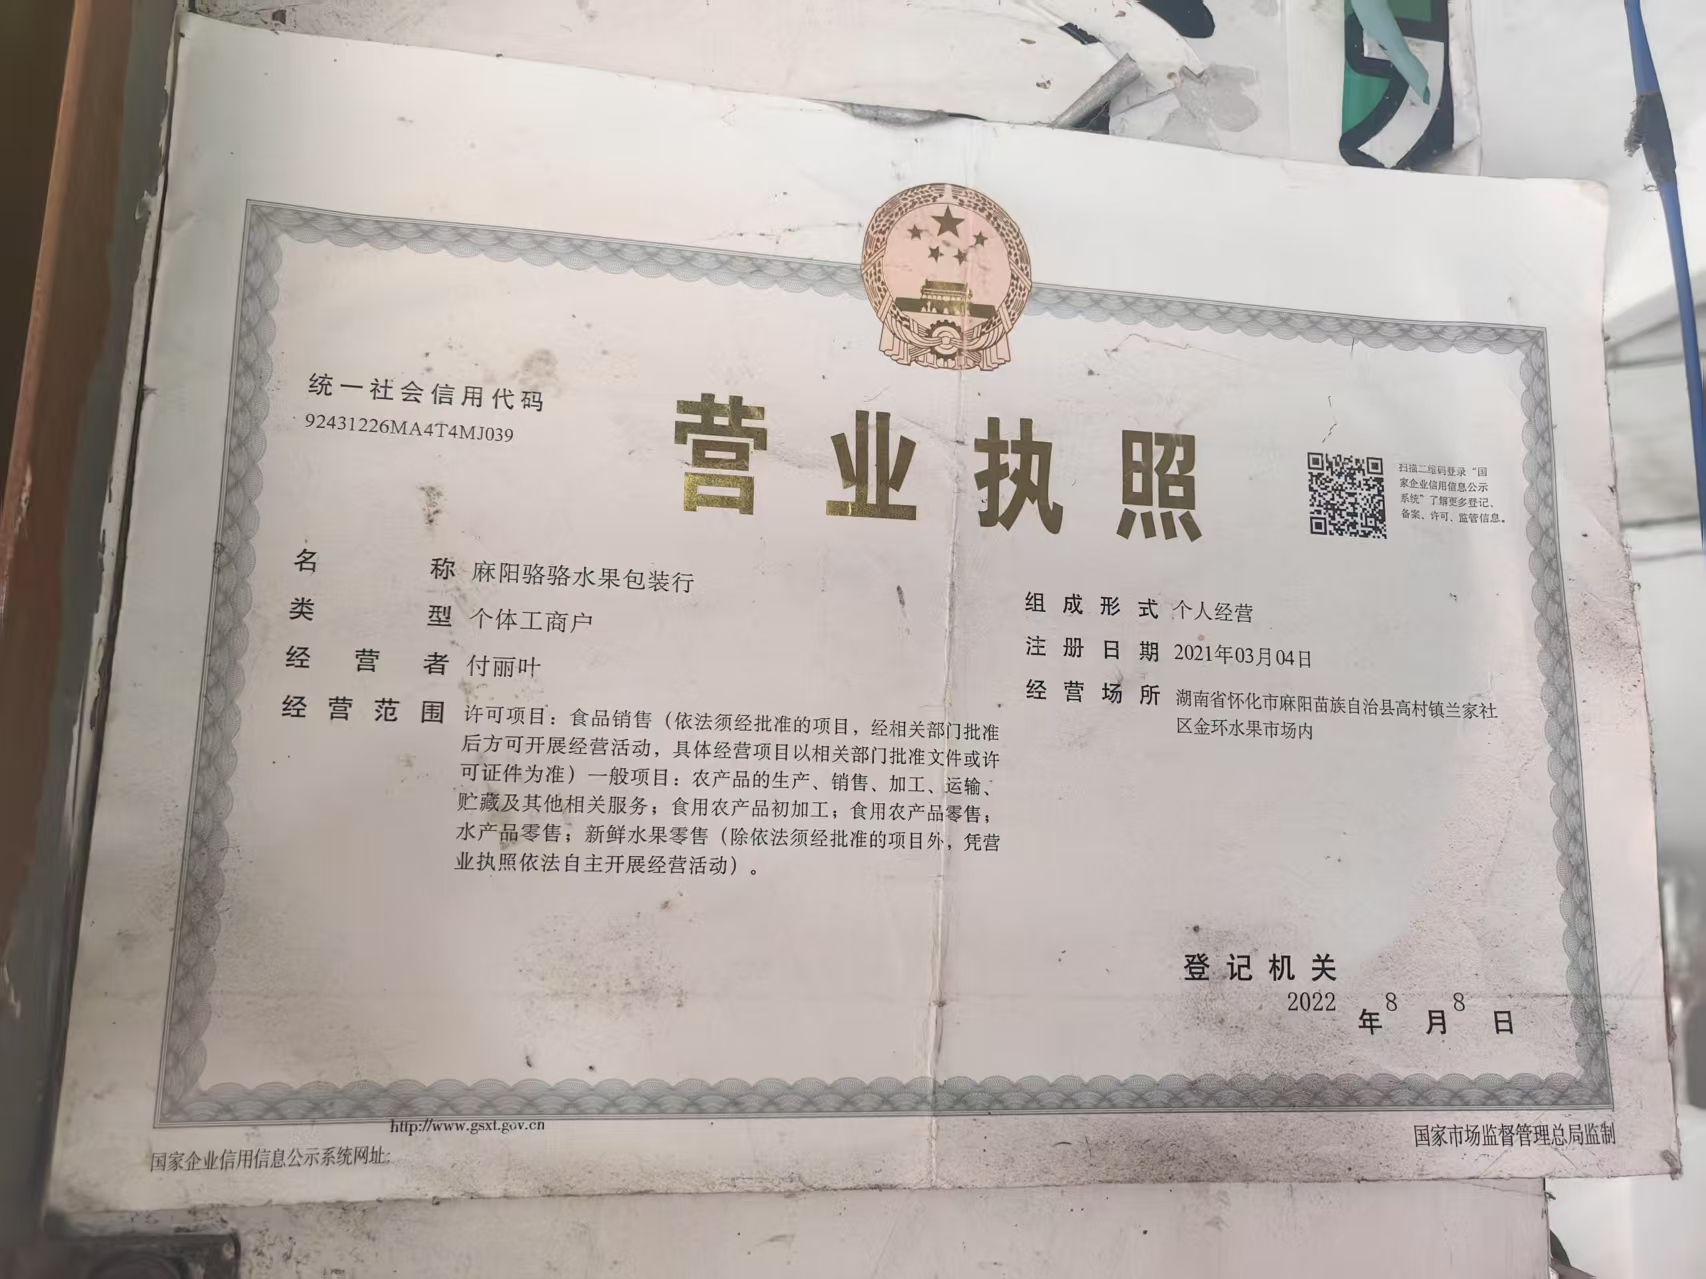 统一社会信用代码
92431226MA4T4MJ039
营业执照
扫描二维码登录“国
家企业信用信息公示
系统”了解更多登记、
备案、许可、监管信息。
名称 麻阳骆骆水果包装行
类型 个体工商户
经营者 付丽叶
经营范围 许可项目：食品销售（依法须经批准的项目，经相关部门批准
后方可开展经营活动，具体经营项目以相关部门批准文件或许
可证件为准）一般项目：农产品的生产、销售、加工、运输、
贮藏及其他相关服务；食用农产品初加工；食用农产品零售；
水产品零售；新鲜水果零售（除依法须经批准的项目外，凭营
业执照依法自主开展经营活动）。
组成形式 个人经营
注册日期 2021年03月04日
经营场所 湖南省怀化市麻阳苗族自治县高村镇兰家社
区金环水果市场内
登记机关
2022年8月8日
http://www.gsxt.gov.cn
国家企业信用信息公示系统网址:
国家市场监督管理总局监制